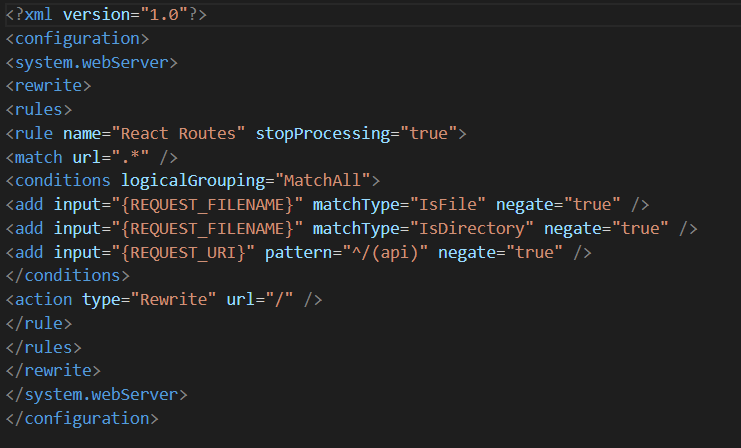 <?xml version="1.0"?>
<configuration>
<system.webServer>
<rewrite>
<rules>
<rule name="React Routes" stopProcessing="true">
<match url=".*" />
<conditions logicalGrouping="MatchAll">
<add input="{REQUEST_FILENAME}" matchType="IsFile" negate="true" />
<add input="{REQUEST_FILENAME}" matchType="IsDirectory" negate="true" />
<add input="{REQUEST_URI}" pattern="^/(api)" negate="true" />
</conditions>
<action type="Rewrite" url="/" />
</rule>
</rules>
</rewrite>
</system.webServer>
</configuration>